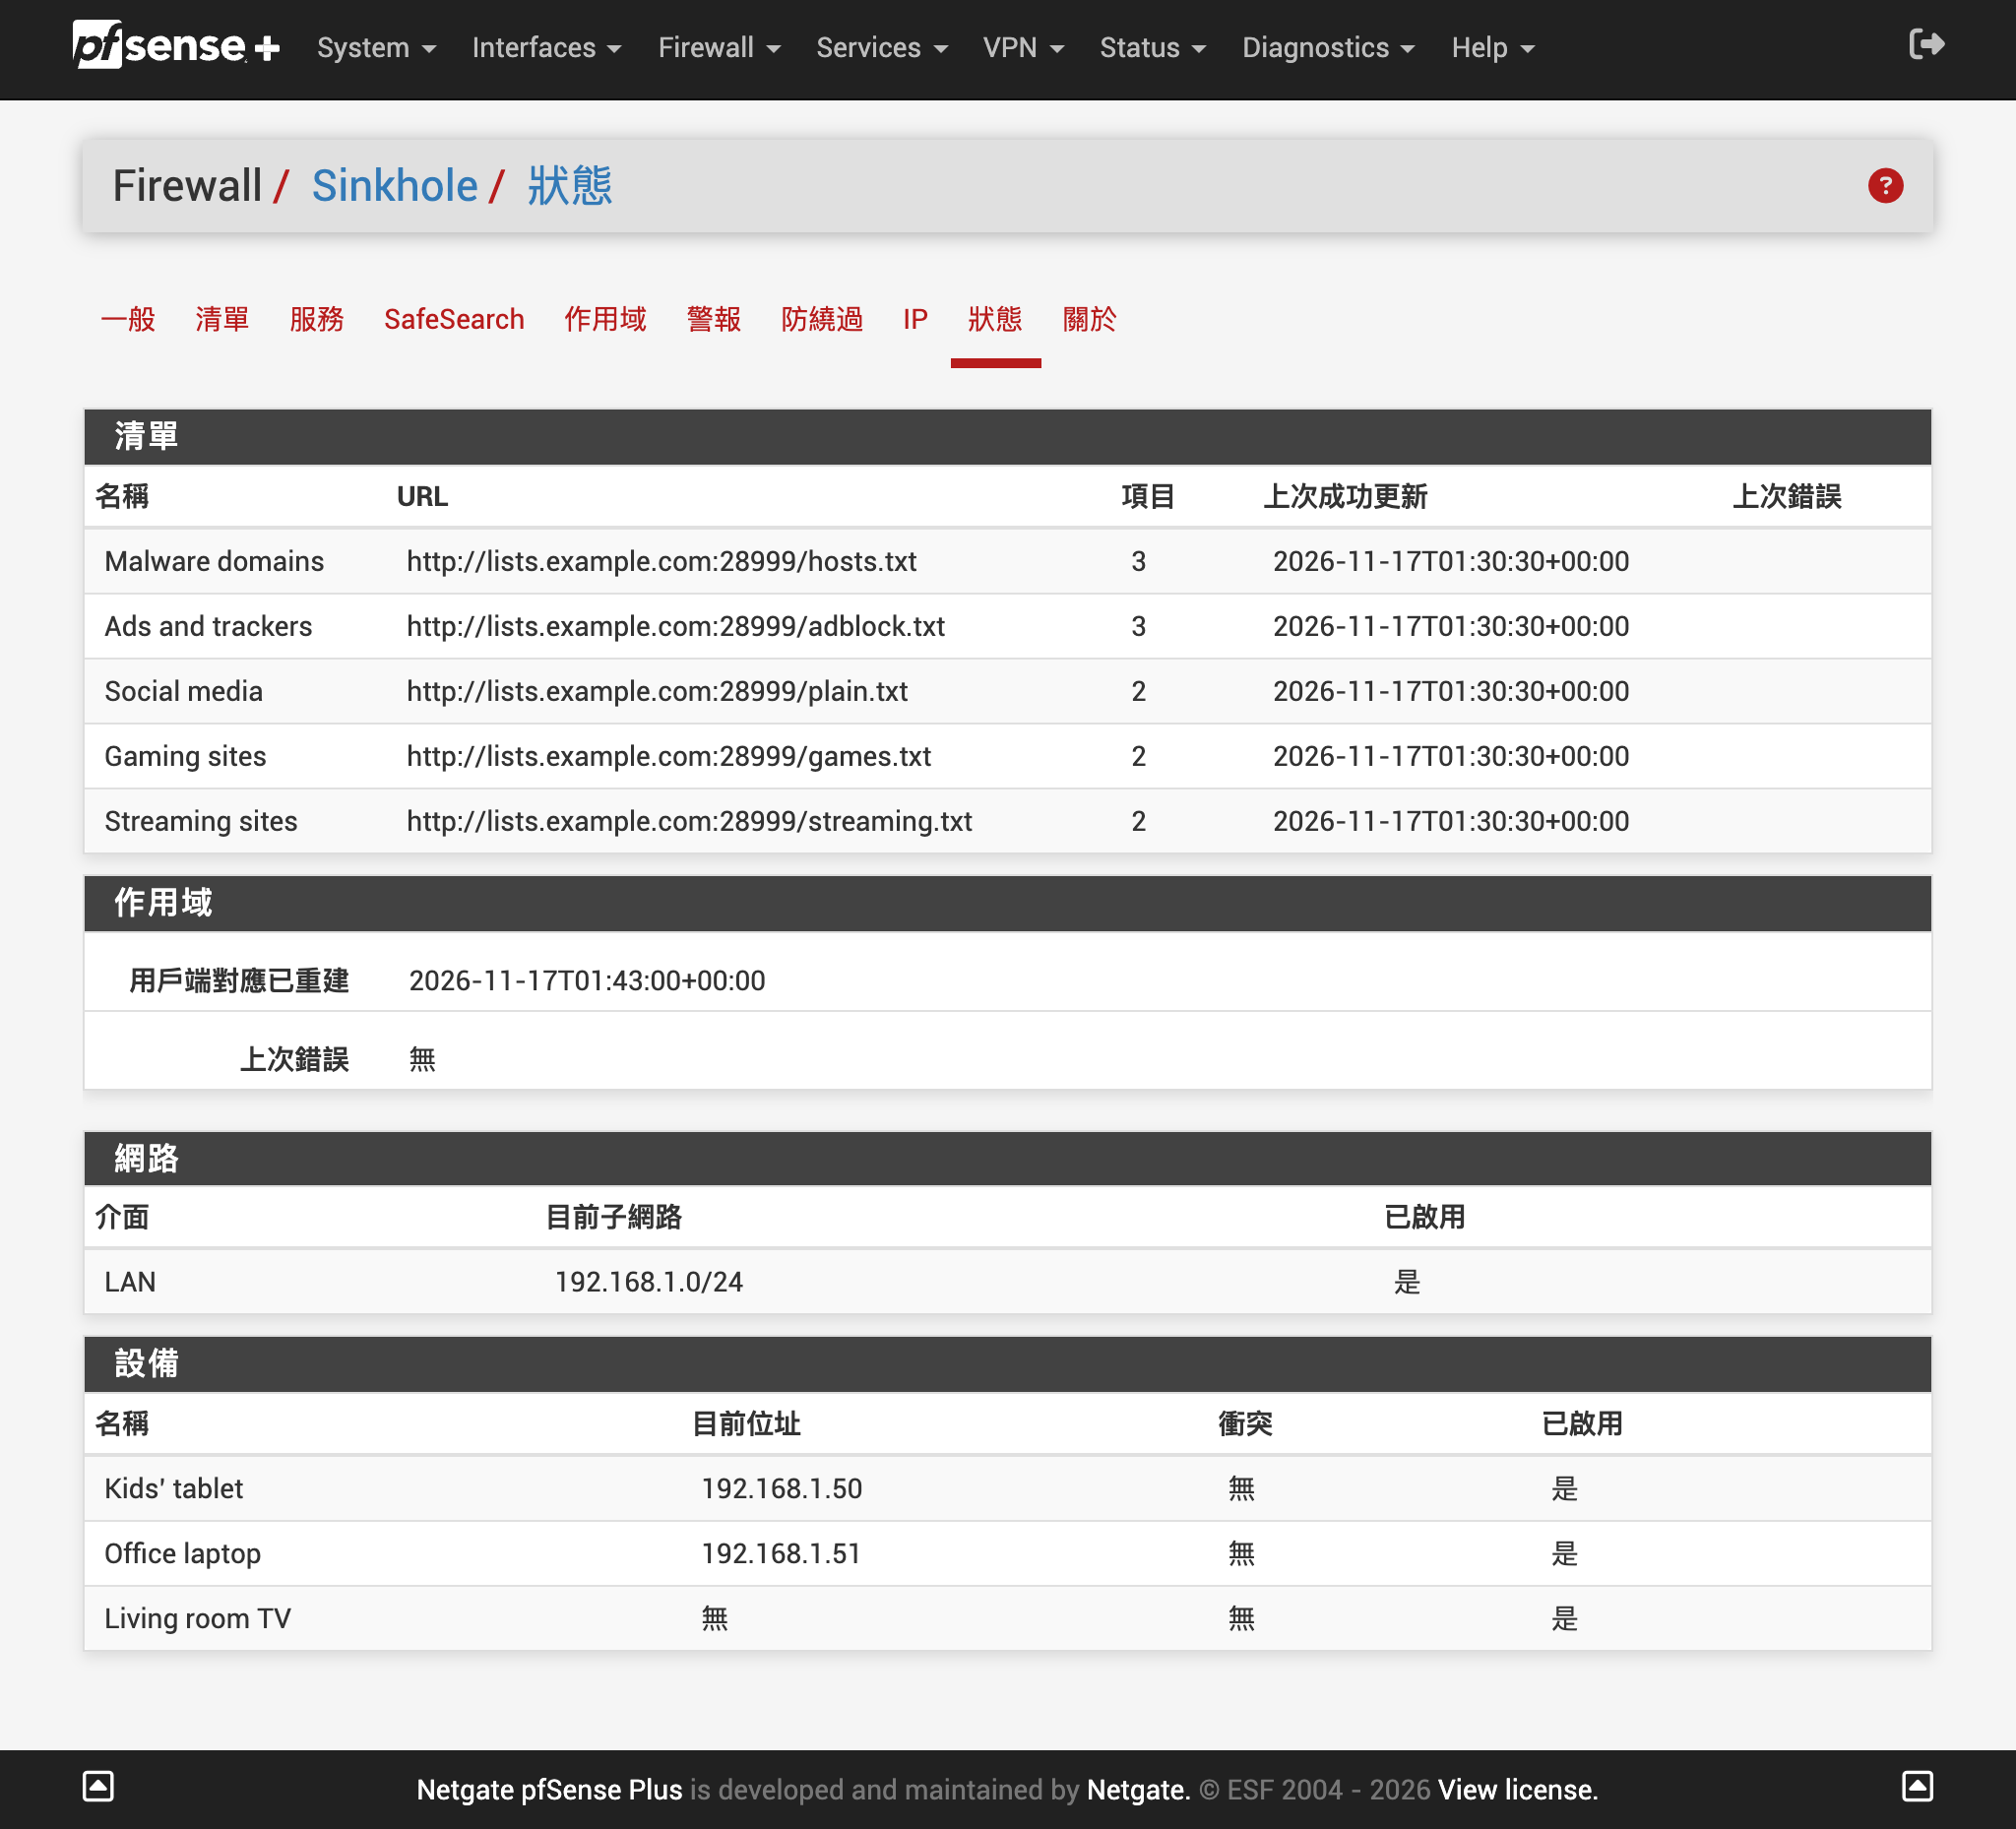 pfsense+ System Interfaces Firewall Services VPN Status Diagnostics Help
Firewall / Sinkhole / 狀態
一般 清單 服務 SafeSearch 作用域 警報 防繞過 IP 狀態 關於
清單
名稱 URL 項目 上次成功更新 上次錯誤
Malware domains http://lists.example.com:28999/hosts.txt 3 2026-11-17T01:30:30+00:00
Ads and trackers http://lists.example.com:28999/adblock.txt 3 2026-11-17T01:30:30+00:00
Social media http://lists.example.com:28999/plain.txt 2 2026-11-17T01:30:30+00:00
Gaming sites http://lists.example.com:28999/games.txt 2 2026-11-17T01:30:30+00:00
Streaming sites http://lists.example.com:28999/streaming.txt 2 2026-11-17T01:30:30+00:00
作用域
用戶端對應已重建 2026-11-17T01:43:00+00:00
上次錯誤 無
網路
介面 目前子網路 已啟用
LAN 192.168.1.0/24 是
設備
名稱 目前位址 衝突 已啟用
Kids' tablet 192.168.1.50 無 是
Office laptop 192.168.1.51 無 是
Living room TV 無 無 是
Netgate pfSense Plus is developed and maintained by Netgate. © ESF 2004 - 2026 View license.